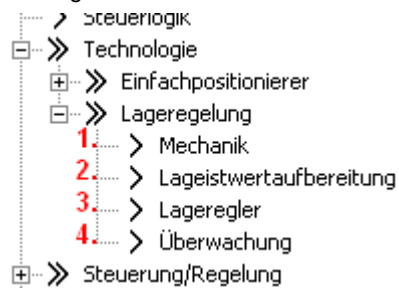 Steuerlogik
Technologie
Einfachpositionierer
Lageregelung
1. Mechanik
2. Lageistwertaufbereitung
3. Lageregler
4. Überwachung
Steuerung/Regelung